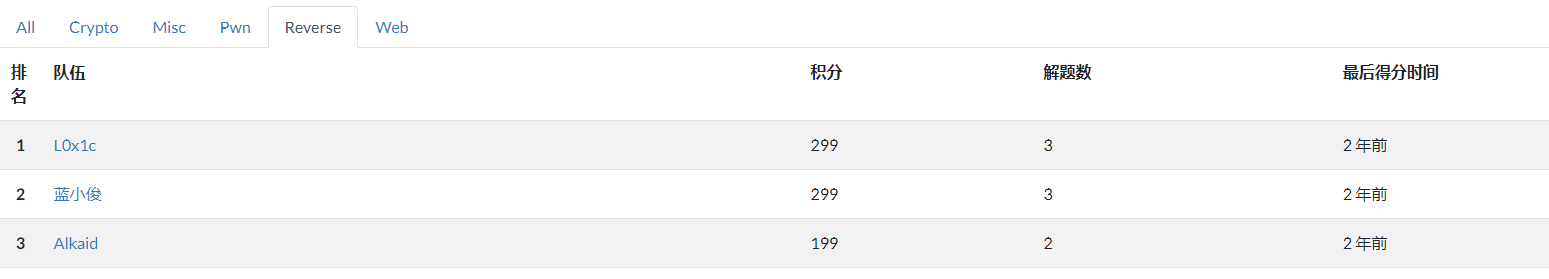 All Crypto Misc Pwn Reverse Web
排名 队伍 积分 解题数 最后得分时间
1 L0x1c 299 3 2 年前
2 蓝小俊 299 3 2 年前
3 Alkaid 199 2 2 年前